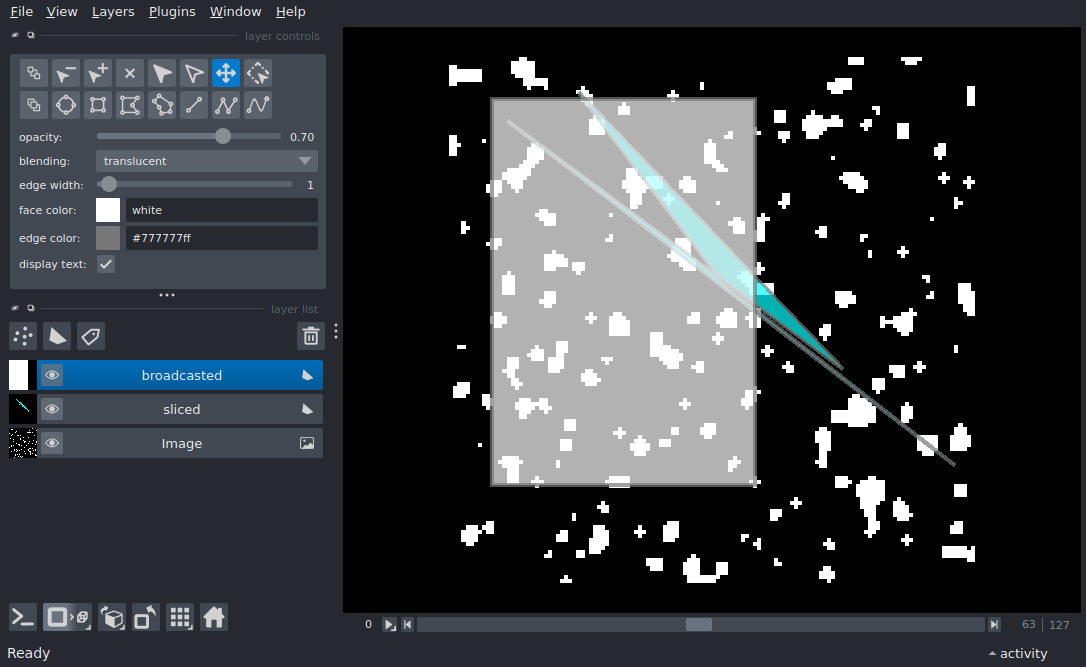 File View Layers Plugins Window Help
layer controls
opacity: 0.70
blending: translucent
edge width: 1
face color: white
edge color: #777777ff
display text:
layer list
broadcasted
sliced
Image
0 63 127
Ready activity